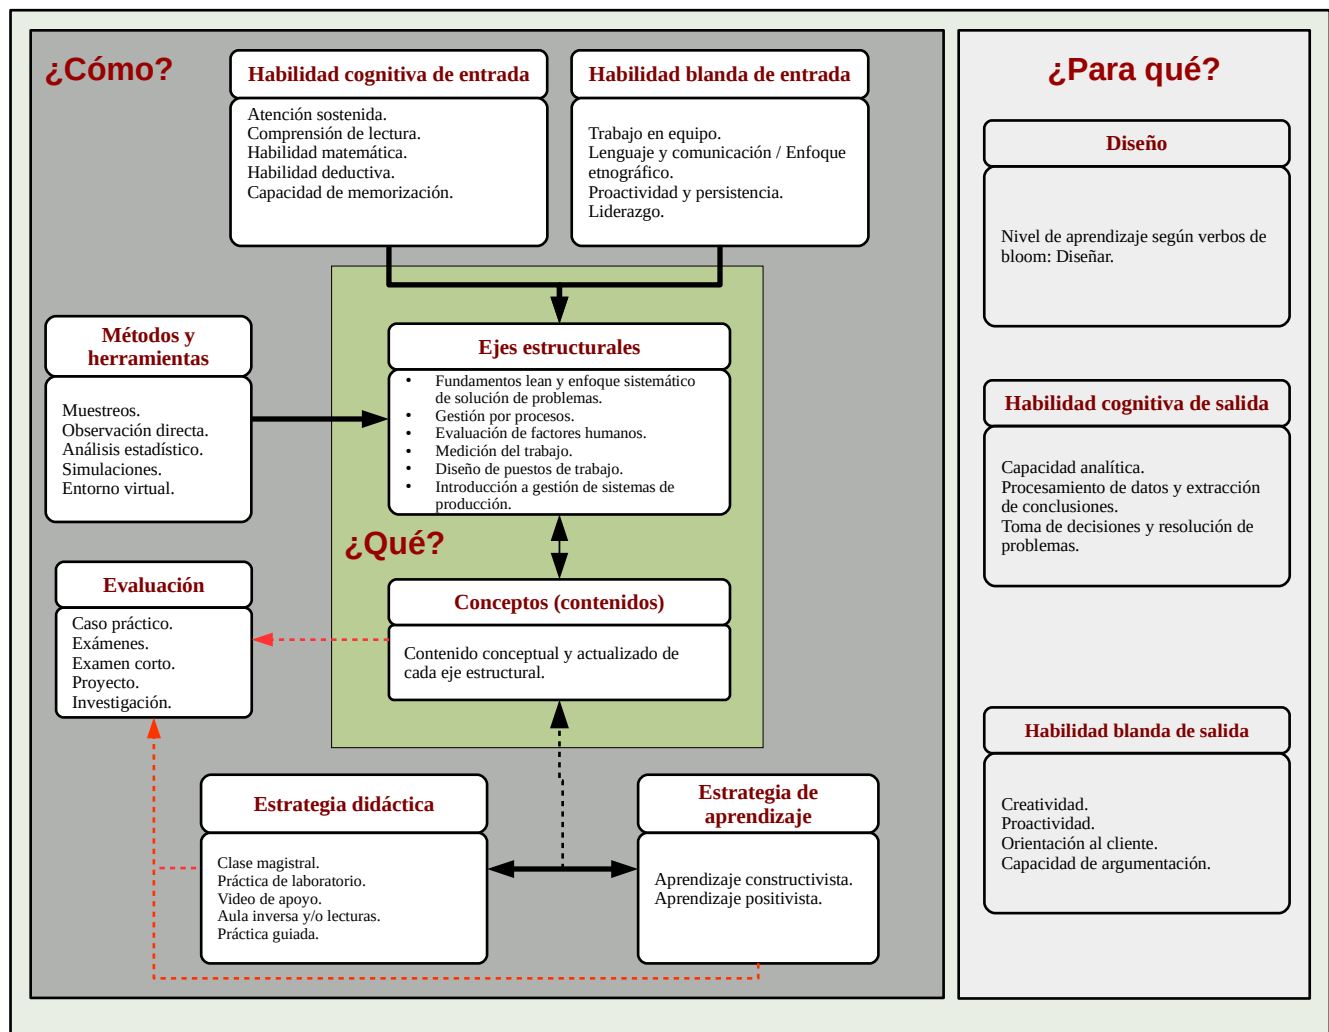 ¿Cómo?
Habilidad cognitiva de entrada
Atención sostenida.
Comprensión de lectura.
Habilidad matemática.
Habilidad deductiva.
Capacidad de memorización.
Habilidad blanda de entrada
Trabajo en equipo.
Lenguaje y comunicación / Enfoque
etnográfico.
Proactividad y persistencia.
Liderazgo.
Métodos y
herramientas
Muestreos.
Observación directa.
Análisis estadístico.
Simulaciones.
Entorno virtual.
Ejes estructurales
• Fundamentos lean y enfoque sistemático
de solución de problemas.
• Gestión por procesos.
• Evaluación de factores humanos.
• Medición del trabajo.
• Diseño de puestos de trabajo.
• Introducción a gestión de sistemas de
producción.
¿Qué?
Evaluación
Caso práctico.
Exámenes.
Examen corto.
Proyecto.
Investigación.
Conceptos (contenidos)
Contenido conceptual y actualizado de
cada eje estructural.
Estrategia didáctica
Clase magistral.
Práctica de laboratorio.
Video de apoyo.
Aula inversa y/o lecturas.
Práctica guiada.
Estrategia de
aprendizaje
Aprendizaje constructivista.
Aprendizaje positivista.
¿Para qué?
Diseño
Nivel de aprendizaje según verbos de
bloom: Diseñar.
Habilidad cognitiva de salida
Capacidad analítica.
Procesamiento de datos y extracción
de conclusiones.
Toma de decisiones y resolución de
problemas.
Habilidad blanda de salida
Creatividad.
Proactividad.
Orientación al cliente.
Capacidad de argumentación.